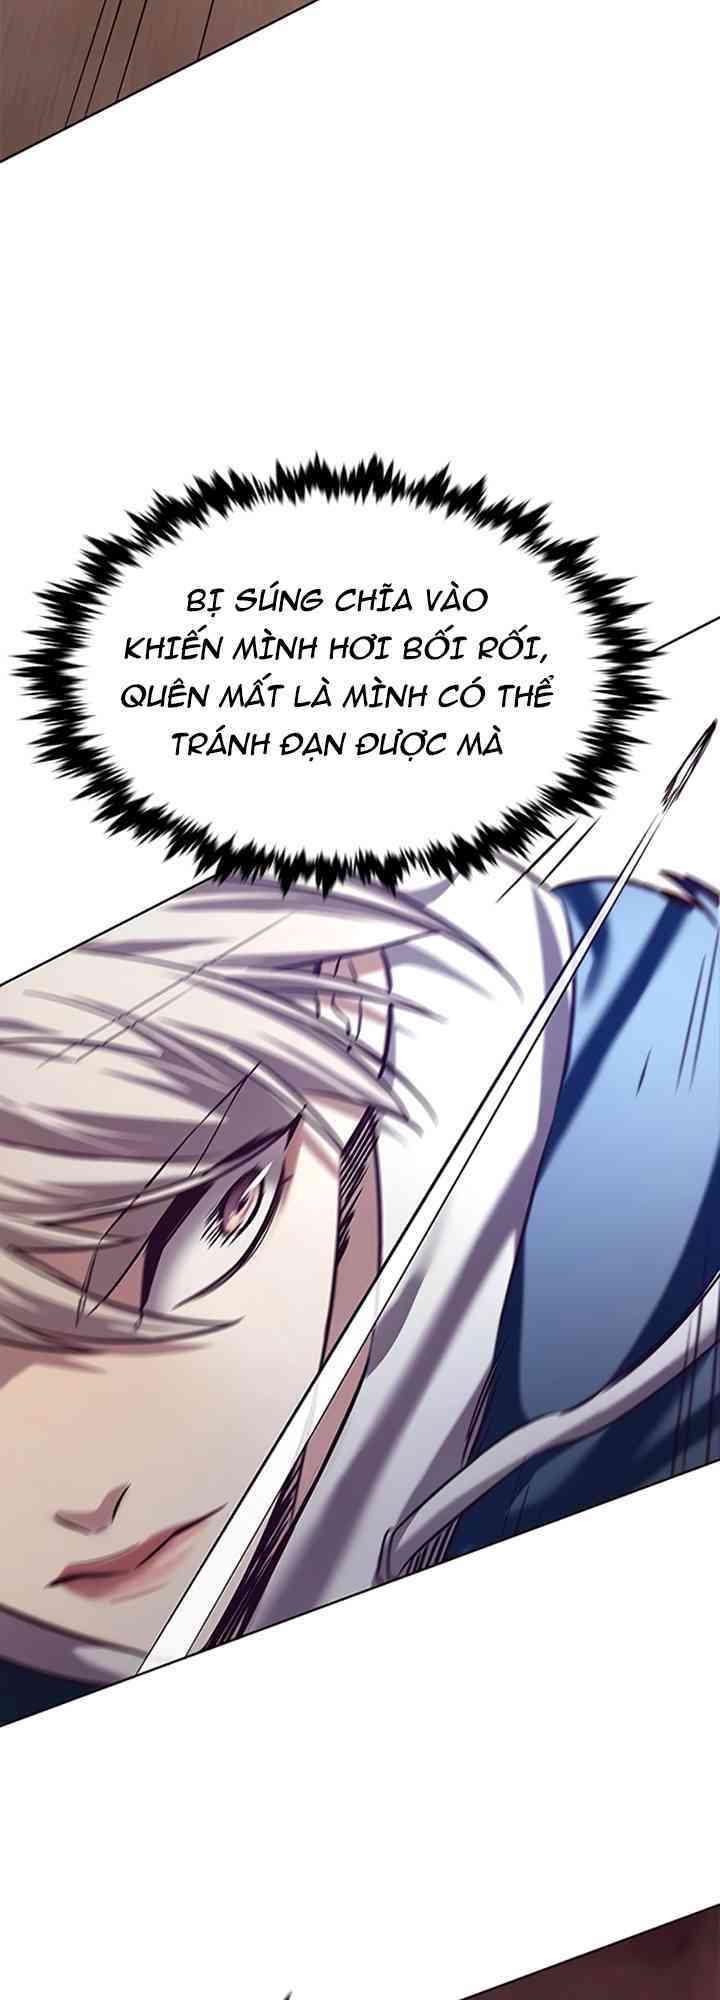 BỊ SÚNG CHĨA VÀO
KHIẾN MÌNH HƠI BỐI RỐI,
QUÊN MẤT LÀ MÌNH CÓ THỂ
TRÁNH ĐẠN ĐƯỢC MÀ